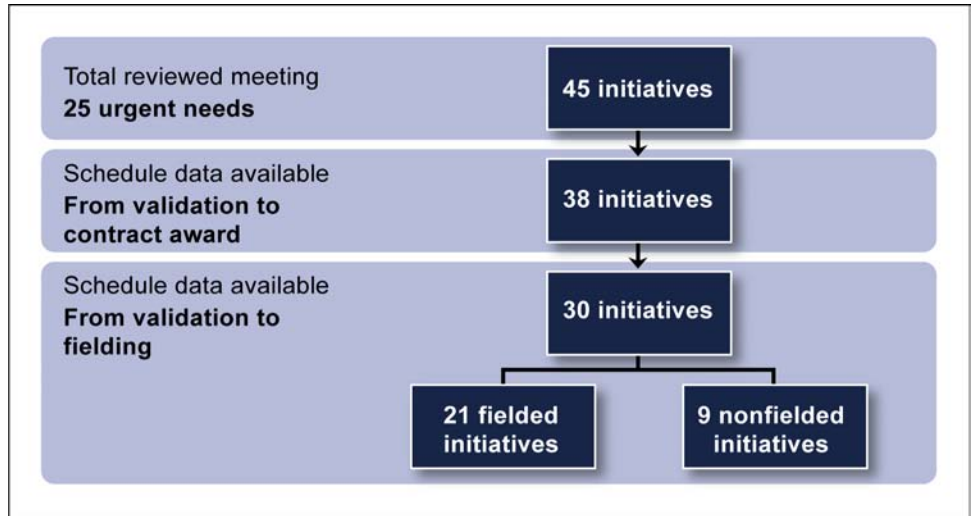 Total reviewed meeting
25 urgent needs
45 initiatives
Schedule data available
From validation to
contract award
38 initiatives
Schedule data available
From validation to
fielding
30 initiatives
21 fielded
initiatives
9 nonfielded
initiatives